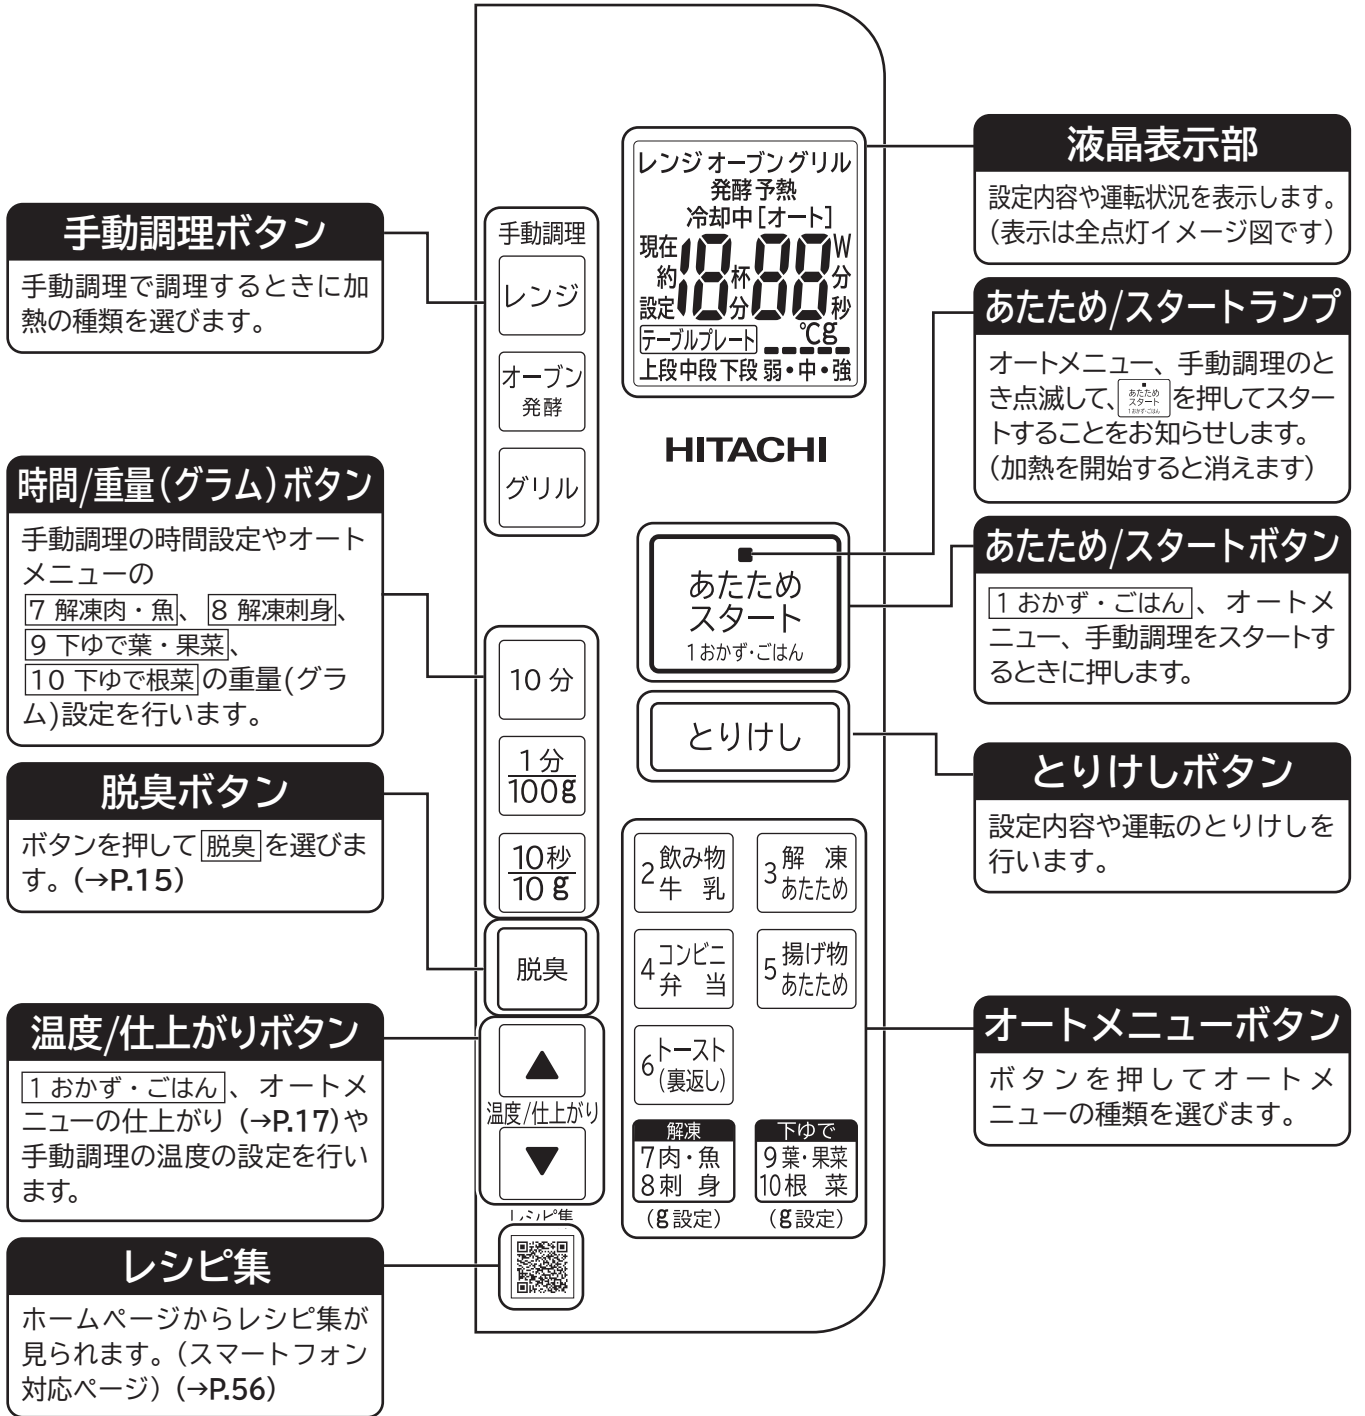 手動調理ボタン
手動調理で調理するときに加
熱の種類を選びます。
時間/重量(グラム)ボタン
手動調理の時間設定やオート
メニューの
7 解凍肉・魚、8 解凍刺身、
9 下ゆで葉・果菜、
10 下ゆで根菜の重量(グラ
ム)設定を行います。
脱臭ボタン
ボタンを押して脱臭を選びま
す。(→P.15)
温度/仕上がりボタン
1 おかず・ごはん、オートメ
ニューの仕上がり (→P.17)や
手動調理の温度の設定を行い
ます。
レシピ集
ホームページからレシピ集が
見られます。(スマートフォン
対応ページ) (→P.56)
手動調理
レンジ
オーブン
発酵
グリル
10 分
1分
100g
10秒
10 g
脱臭
▲
温度/仕上がり
▼
レシピ集
レンジ オーブン グリル
発酵 予熱
冷却中 [オート]
現在 W
約 18 杯 88 分
設定 分 秒
テーブルプレート ℃g
上段 中段 下段 弱・中・強
HITACHI
あたため
スタート
1おかず・ごはん
とりけし
2 飲み物
牛 乳
3 解 凍
あたため
4 コンビニ
弁 当
5 揚げ物
あたため
6 トースト
(裏返し)
解凍
7肉・魚
8刺 身
(g設定)
下ゆで
9葉・果菜
10根 菜
(g設定)
液晶表示部
設定内容や運転状況を表示します。
(表示は全点灯イメージ図です)
あたため/スタートランプ
オートメニュー、手動調理のと
き点滅して、あたためスタート1おかず・ごはんを押してスター
トすることをお知らせします。
(加熱を開始すると消えます)
あたため/スタートボタン
1 おかず・ごはん、オートメ
ニュー、手動調理をスタートす
るときに押します。
とりけしボタン
設定内容や運転のとりけしを
行います。
オートメニューボタン
ボタンを押してオートメ
ニューの種類を選びます。